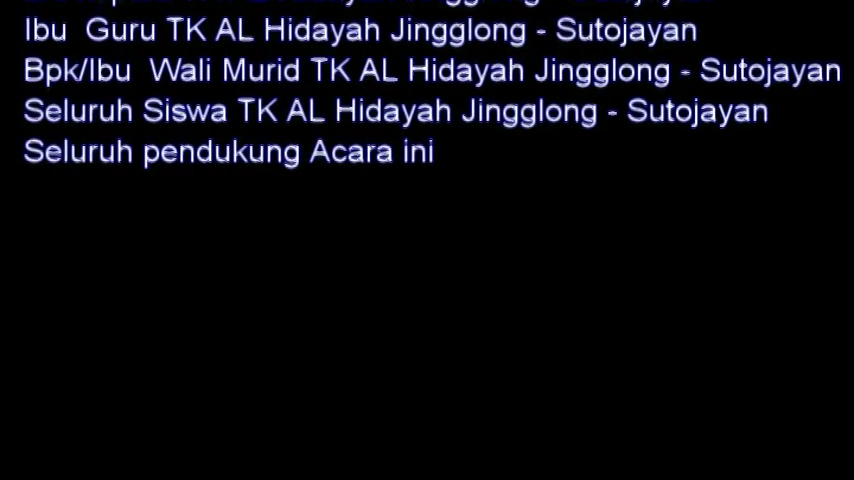 Ibu  Guru TK AL Hidayah Jingglong - Sutojayan
Bpk/Ibu  Wali Murid TK AL Hidayah Jingglong - Sutojayan
Seluruh Siswa TK AL Hidayah Jingglong - Sutojayan
Seluruh pendukung Acara ini